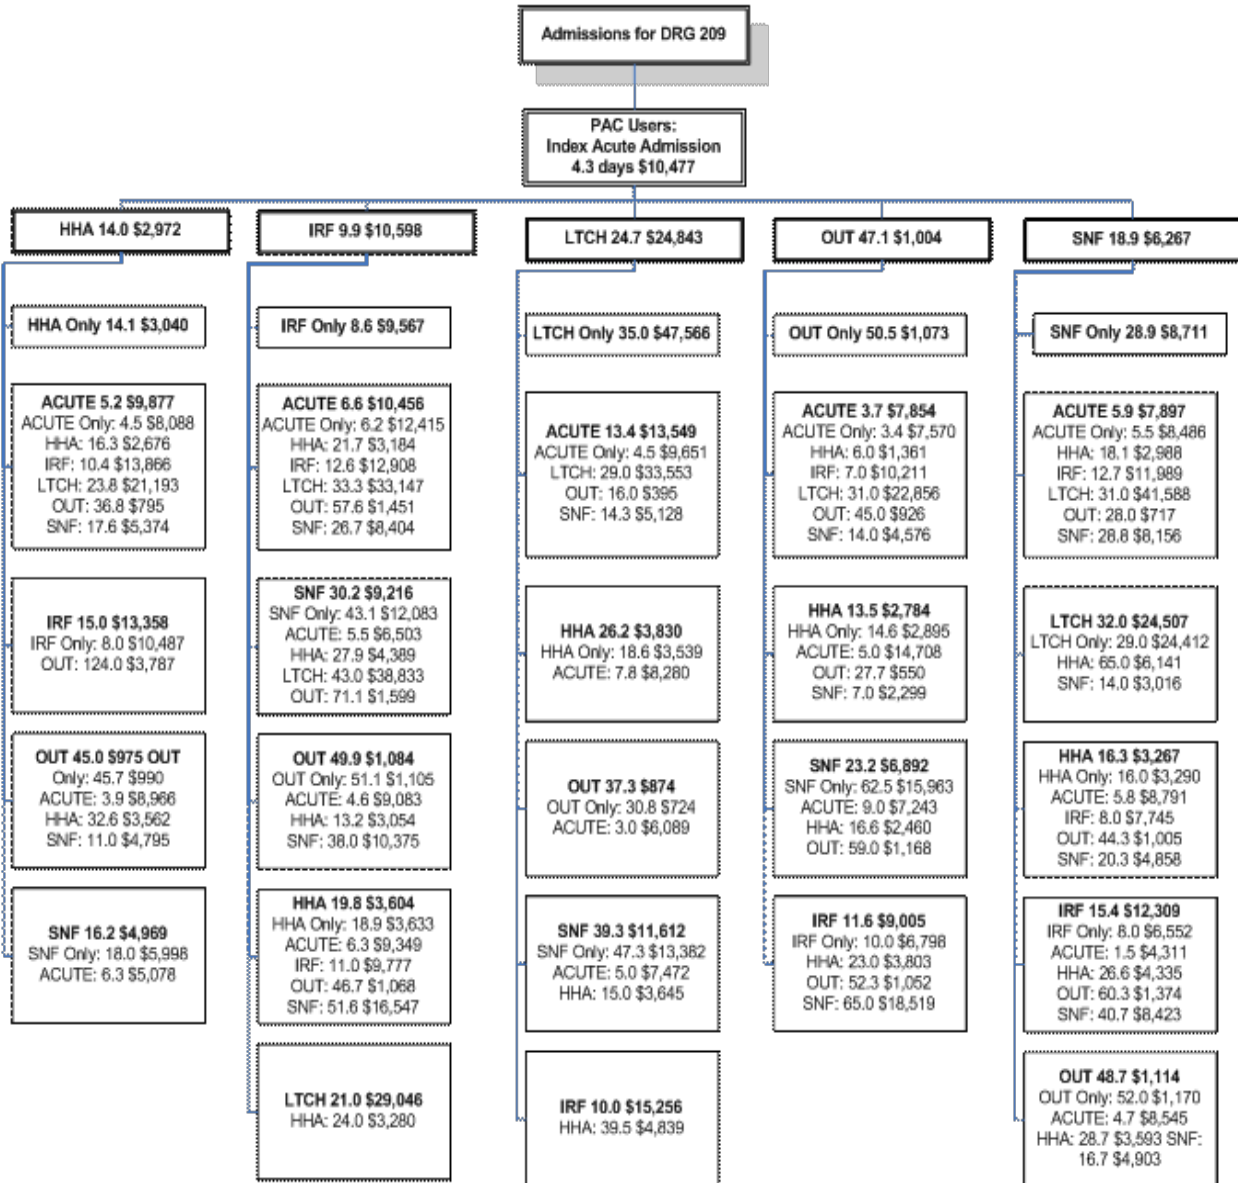 Admissions for DRG 209
PAC Users:
Index Acute Admission
4.3 days $10,477
HHA 14.0 $2,972
IRF 9.9 $10,598
LTCH 24.7 $24,843
OUT 47.1 $1,004
SNF 18.9 $6,267
HHA Only 14.1 $3,040
ACUTE 5.2 $9,877
ACUTE Only: 4.5 $8,088
HHA: 16.3 $2,676
IRF: 10.4 $13,866
LTCH: 23.8 $21,193
OUT: 36.8 $795
SNF: 17.6 $5,374
IRF 15.0 $13,358
IRF Only: 8.0 $10,487
OUT: 124.0 $3,787
OUT 45.0 $975 OUT
Only: 45.7 $990
ACUTE: 3.9 $8,966
HHA: 32.6 $3,562
SNF: 11.0 $4,795
SNF 16.2 $4,969
SNF Only: 18.0 $5,998
ACUTE: 6.3 $5,078
IRF Only 8.6 $9,567
ACUTE 6.6 $10,456
ACUTE Only: 6.2 $12,415
HHA: 21.7 $3,184
IRF: 12.6 $12,908
LTCH: 33.3 $33,147
OUT: 57.6 $1,451
SNF: 26.7 $8,404
SNF 30.2 $9,216
SNF Only: 43.1 $12,083
ACUTE: 5.5 $6,503
HHA: 27.9 $4,389
LTCH: 43.0 $38,833
OUT: 71.1 $1,599
OUT 49.9 $1,084
OUT Only: 51.1 $1,105
ACUTE: 4.6 $9,083
HHA: 13.2 $3,054
SNF: 38.0 $10,375
HHA 19.8 $3,604
HHA Only: 18.9 $3,633
ACUTE: 6.3 $9,349
IRF: 11.0 $9,777
OUT: 46.7 $1,068
SNF: 51.6 $16,547
LTCH 21.0 $29,046
HHA: 24.0 $3,280
LTCH Only 35.0 $47,566
ACUTE 13.4 $13,549
ACUTE Only: 4.5 $9,651
LTCH: 29.0 $33,553
OUT: 16.0 $395
SNF: 14.3 $5,128
HHA 26.2 $3,830
HHA Only: 18.6 $3,539
ACUTE: 7.8 $8,280
OUT 37.3 $874
OUT Only: 30.8 $724
ACUTE: 3.0 $6,089
SNF 39.3 $11,612
SNF Only: 47.3 $13,382
ACUTE: 5.0 $7,472
HHA: 15.0 $3,645
IRF 10.0 $15,256
HHA: 39.5 $4,839
OUT Only 50.5 $1,073
ACUTE 3.7 $7,854
ACUTE Only: 3.4 $7,570
HHA: 6.0 $1,361
IRF: 7.0 $10,211
LTCH: 31.0 $22,856
OUT: 45.0 $926
SNF: 14.0 $4,576
HHA 13.5 $2,784
HHA Only: 14.6 $2,895
ACUTE: 5.0 $14,708
OUT: 27.7 $550
SNF: 7.0 $2,299
SNF 23.2 $6,892
SNF Only: 62.5 $15,963
ACUTE: 9.0 $7,243
HHA: 16.6 $2,460
OUT: 59.0 $1,168
IRF 11.6 $9,005
IRF Only: 10.0 $6,798
HHA: 23.0 $3,803
OUT: 52.3 $1,052
SNF: 65.0 $18,519
SNF Only 28.9 $8,711
ACUTE 5.9 $7,897
ACUTE Only: 5.5 $8,486
HHA: 18.1 $2,988
IRF: 12.7 $11,989
LTCH: 31.0 $41,588
OUT: 28.0 $717
SNF: 28.8 $8,156
LTCH 32.0 $24,507
LTCH Only: 29.0 $24,412
HHA: 65.0 $6,141
SNF: 14.0 $3,016
HHA 16.3 $3,267
HHA Only: 16.0 $3,290
ACUTE: 5.8 $8,791
IRF: 8.0 $7,745
OUT: 44.3 $1,005
SNF: 20.3 $4,858
IRF 15.4 $12,309
IRF Only: 8.0 $6,552
ACUTE: 1.5 $4,311
HHA: 26.6 $4,335
OUT: 60.3 $1,374
SNF: 40.7 $8,423
OUT 48.7 $1,114
OUT Only: 52.0 $1,170
ACUTE: 4.7 $8,545
HHA: 28.7 $3,593 SNF:
16.7 $4,903